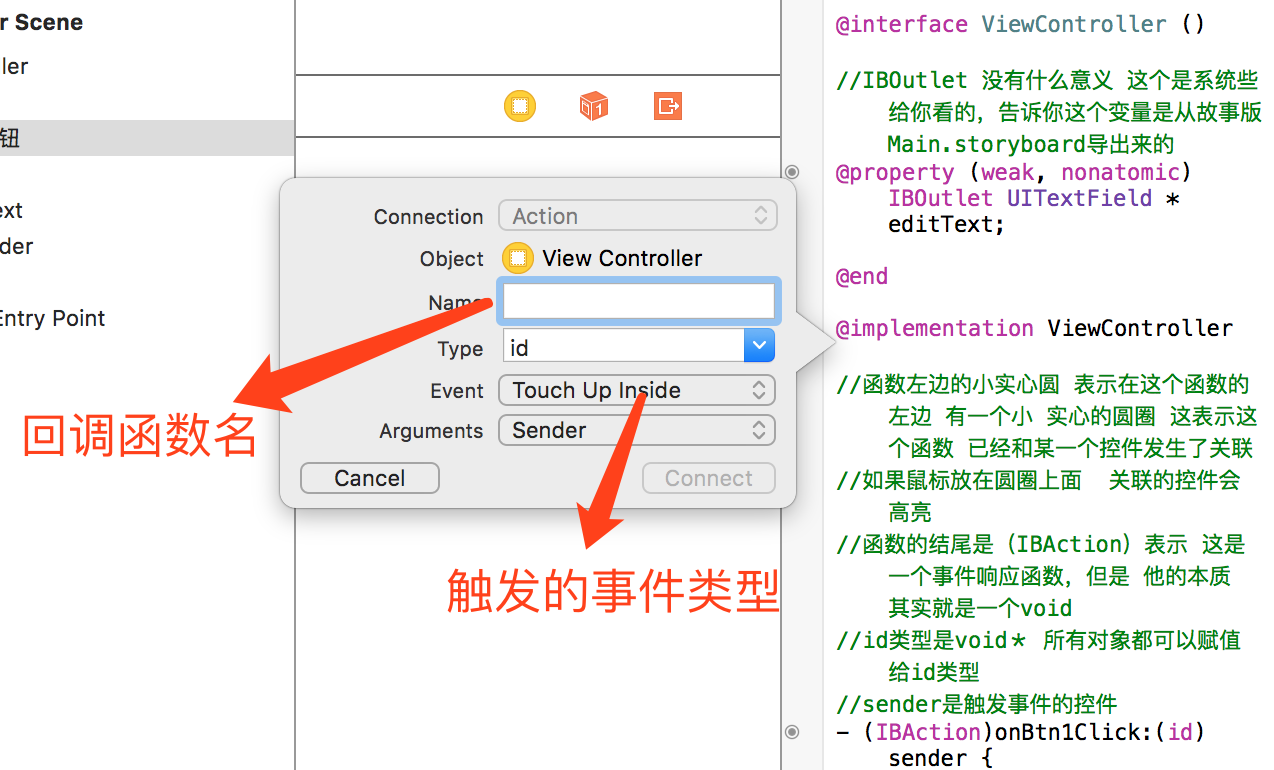 r Scene
ler
钮
ext
der
Entry Point
Connection
Action
Object
View Controller
Name
Type
id
Event
Touch Up Inside
Arguments
Sender
Cancel
Connect
回调函数名
触发的事件类型
@interface ViewController ()
//IBOutlet 没有什么意义 这个是系统些
给你看的，告诉你这个变量是从故事版
Main.storyboard导出来的
@property (weak, nonatomic)
IBOutlet UITextField *
editText;
@end
@implementation ViewController
//函数左边的小实心圆 表示在这个函数的
左边 有一个小 实心的圆圈 这表示这
个函数 已经和某一个控件发生了关联
//如果鼠标放在圆圈上面  关联的控件会
高亮
//函数的结尾是（IBAction）表示 这是
一个事件响应函数，但是 他的本质
其实就是一个void
//id类型是void* 所有对象都可以赋值
给id类型
//sender是触发事件的控件
- (IBAction)onBtn1Click:(id)
sender {